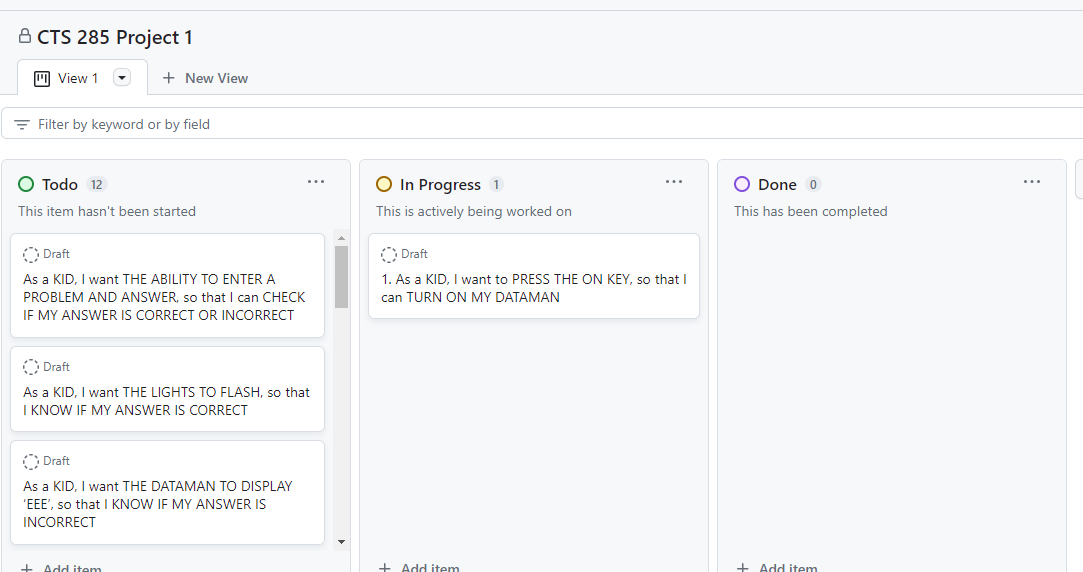 CTS 285 Project 1
View 1
New View
Filter by keyword or by field
Todo 12
This item hasn't been started
Draft
As a KID, I want THE ABILITY TO ENTER A
PROBLEM AND ANSWER, so that I can CHECK
IF MY ANSWER IS CORRECT OR INCORRECT
Draft
As a KID, I want THE LIGHTS TO FLASH, so that
I KNOW IF MY ANSWER IS CORRECT
Draft
As a KID, I want THE DATAMAN TO DISPLAY
‘EEE’, so that I KNOW IF MY ANSWER IS
INCORRECT
Add item
In Progress 1
This is actively being worked on
Draft
1. As a KID, I want to PRESS THE ON KEY, so that I
can TURN ON MY DATAMAN
Add item
Done 0
This has been completed
Add item